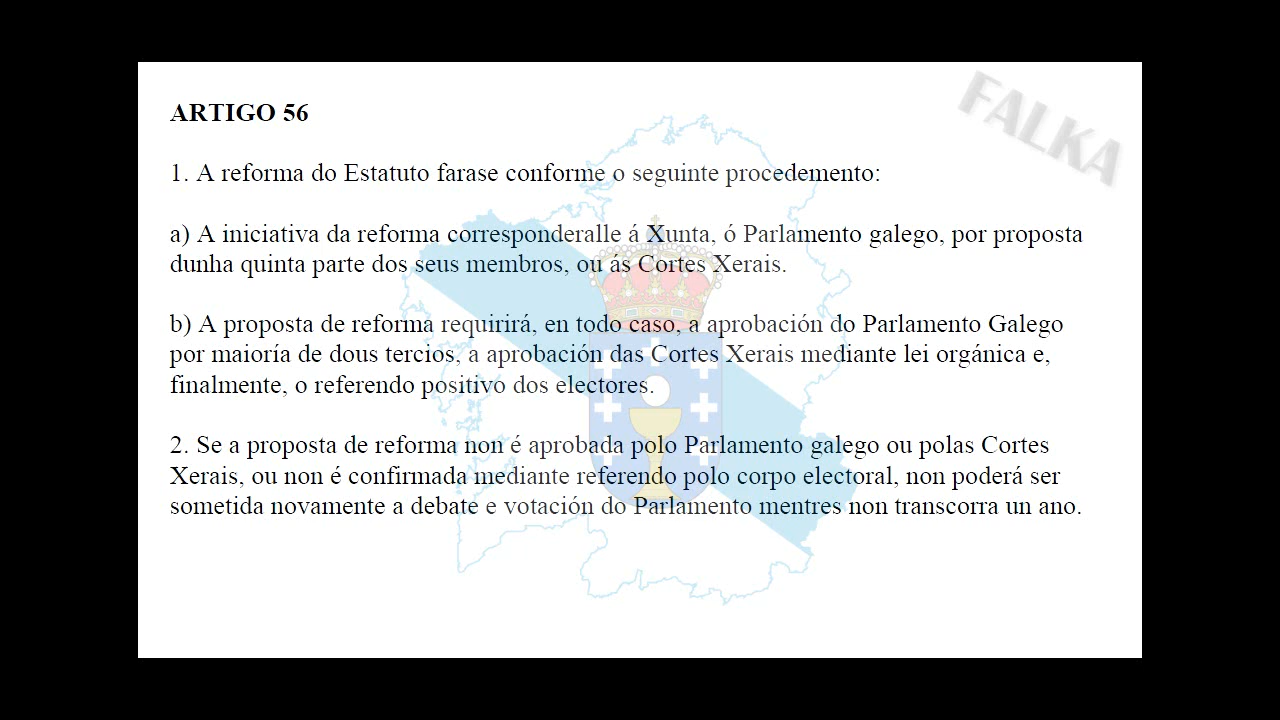 FALKA
ARTIGO 56
1. A reforma do Estatuto farase conforme o seguinte procedemento:
a) A iniciativa da reforma corresponderalle á Xunta, ó Parlamento galego, por proposta
dunha quinta parte dos seus membros, ou ás Cortes Xerais.
b) A proposta de reforma requirirá, en todo caso, a aprobación do Parlamento Galego
por maioría de dous tercios, a aprobación das Cortes Xerais mediante lei orgánica e,
finalmente, o referendo positivo dos electores.
2. Se a proposta de reforma non é aprobada polo Parlamento galego ou polas Cortes
Xerais, ou non é confirmada mediante referendo polo corpo electoral, non poderá ser
sometida novamente a debate e votación do Parlamento mentres non transcorra un ano.